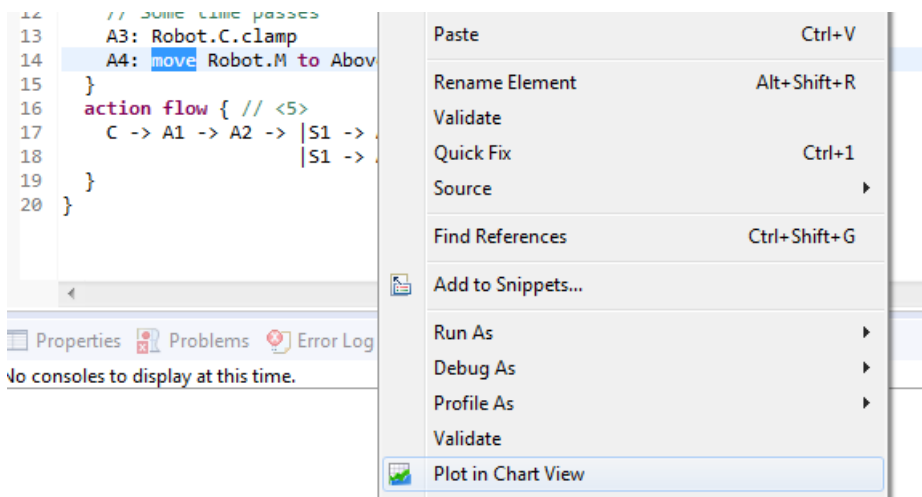 12 // Some time passes
13 A3: Robot.C.clamp
14 A4: move Robot.M to Above
15 }
16 action flow { // <5>
17 C -> A1 -> A2 -> |S1 ->
18 |S1 ->
19 }
20 }
Paste Ctrl+V
Rename Element Alt+Shift+R
Validate
Quick Fix Ctrl+1
Source
Find References Ctrl+Shift+G
Add to Snippets...
Run As
Debug As
Profile As
Validate
Plot in Chart View
Properties Problems Error Log
No consoles to display at this time.